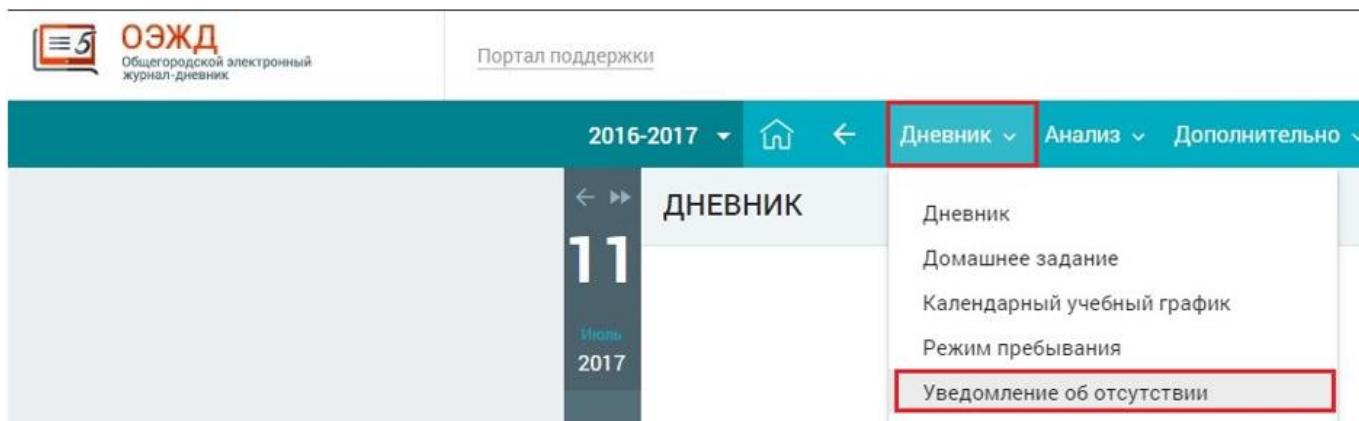 ОЭЖД
Общегородской электронный
журнал-дневник
Портал поддержки
2016-2017
Дневник
Анализ
Дополнительно
11
Июль
2017
ДНЕВНИК
Дневник
Домашнее задание
Календарный учебный график
Режим пребывания
Уведомление об отсутствии